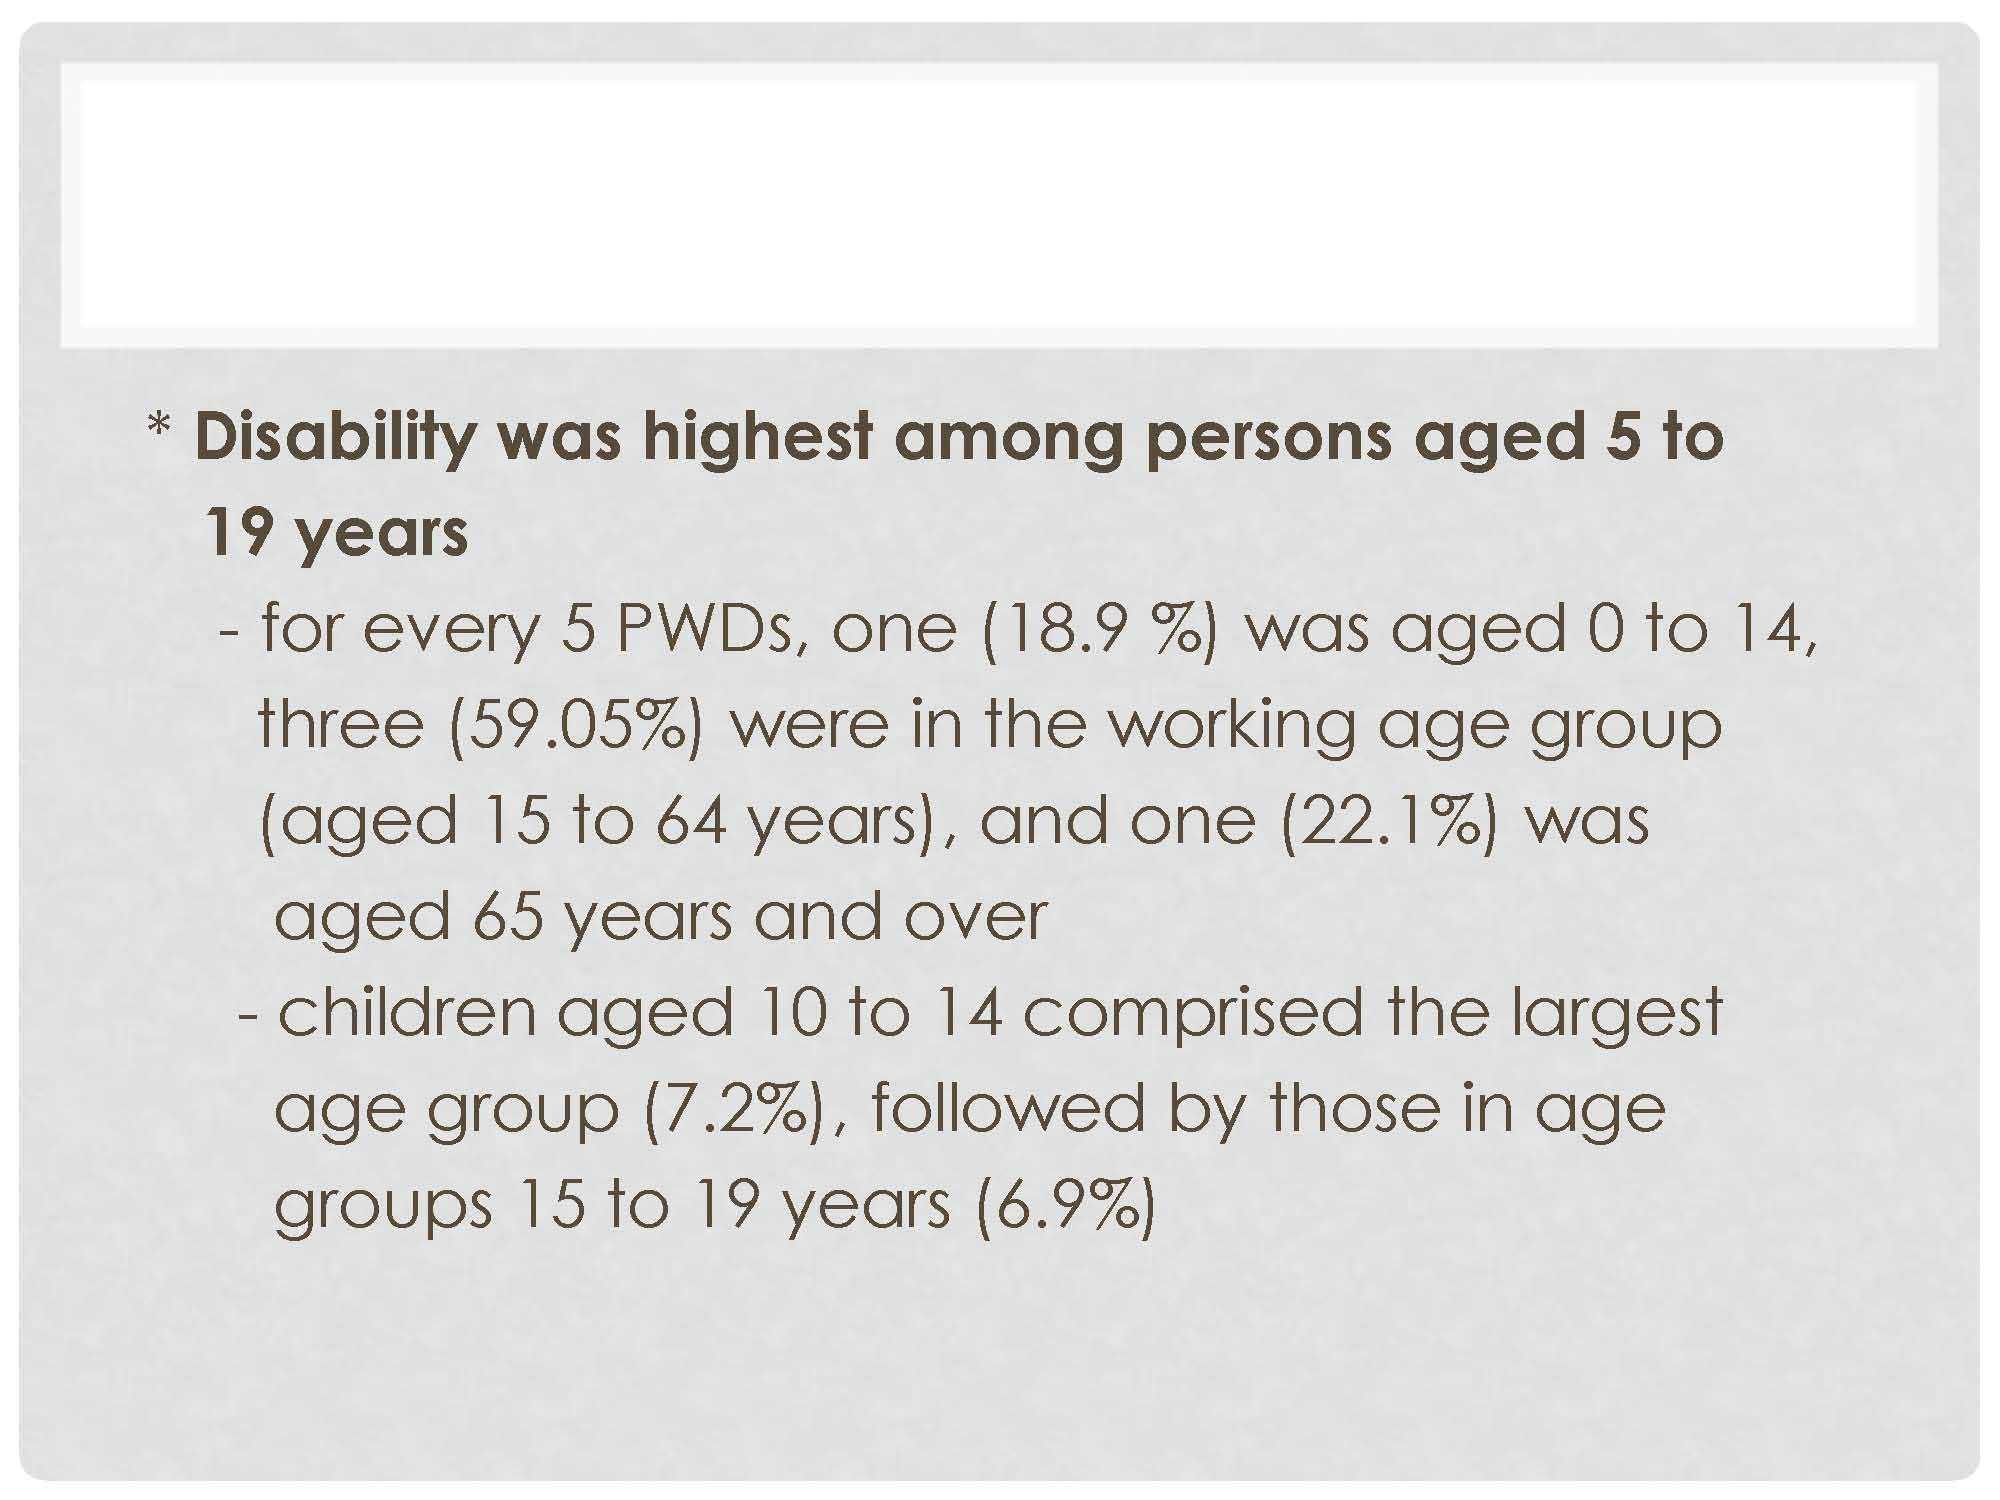 * Disability was highest among persons aged 5 to
19 years
- for every 5 PWDs, one (18.9 %) was aged 0 to 14,
three (59.05%) were in the working age group
(aged 15 to 64 years), and one (22.1%) was
aged 65 years and over
- children aged 10 to 14 comprised the largest
age group (7.2%), followed by those in age
groups 15 to 19 years (6.9%)